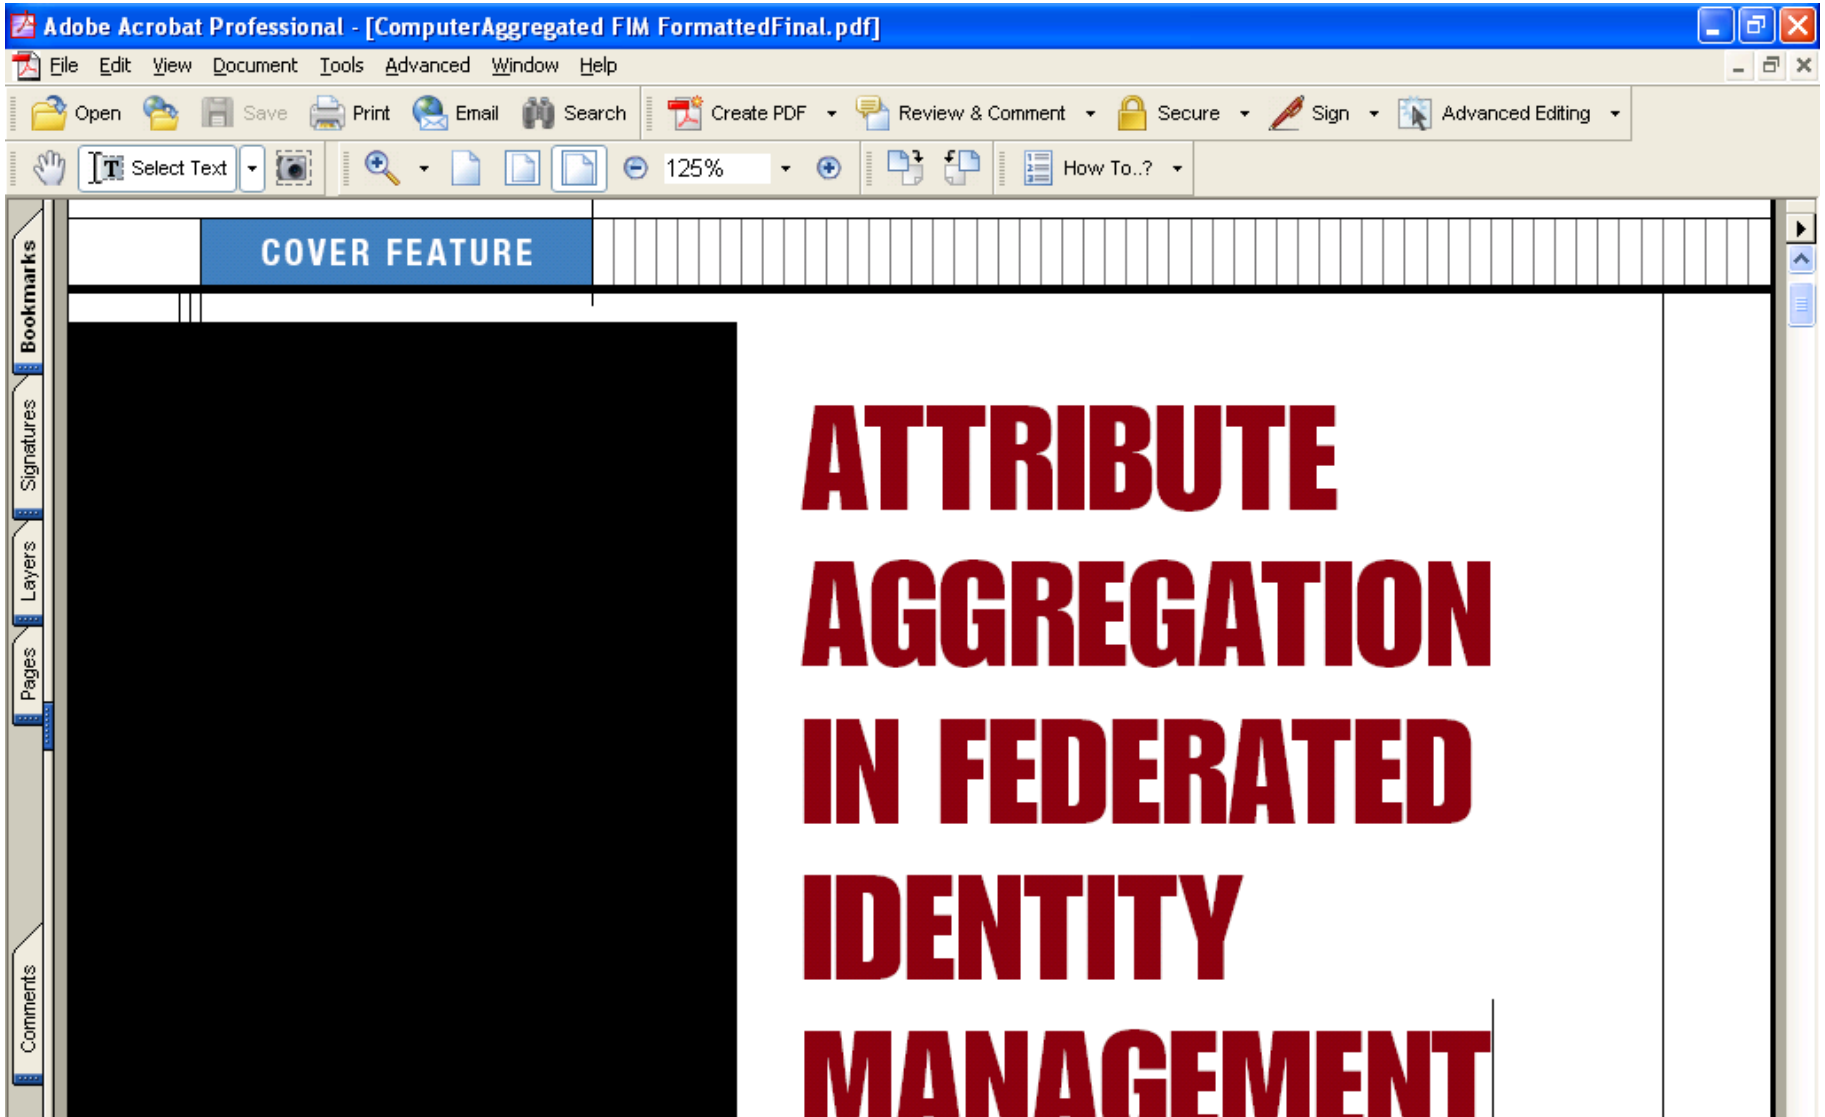 Adobe Acrobat Professional - [ComputerAggregated FIM FormattedFinal.pdf]
File Edit View Document Tools Advanced Window Help
Open Save Print Email Search Create PDF Review & Comment Secure Sign Advanced Editing
Select Text 125% How To..?
COVER FEATURE
Bookmarks
Signatures
Layers
Pages
Comments
ATTRIBUTE
AGGREGATION
IN FEDERATED
IDENTITY
MANAGEMENT